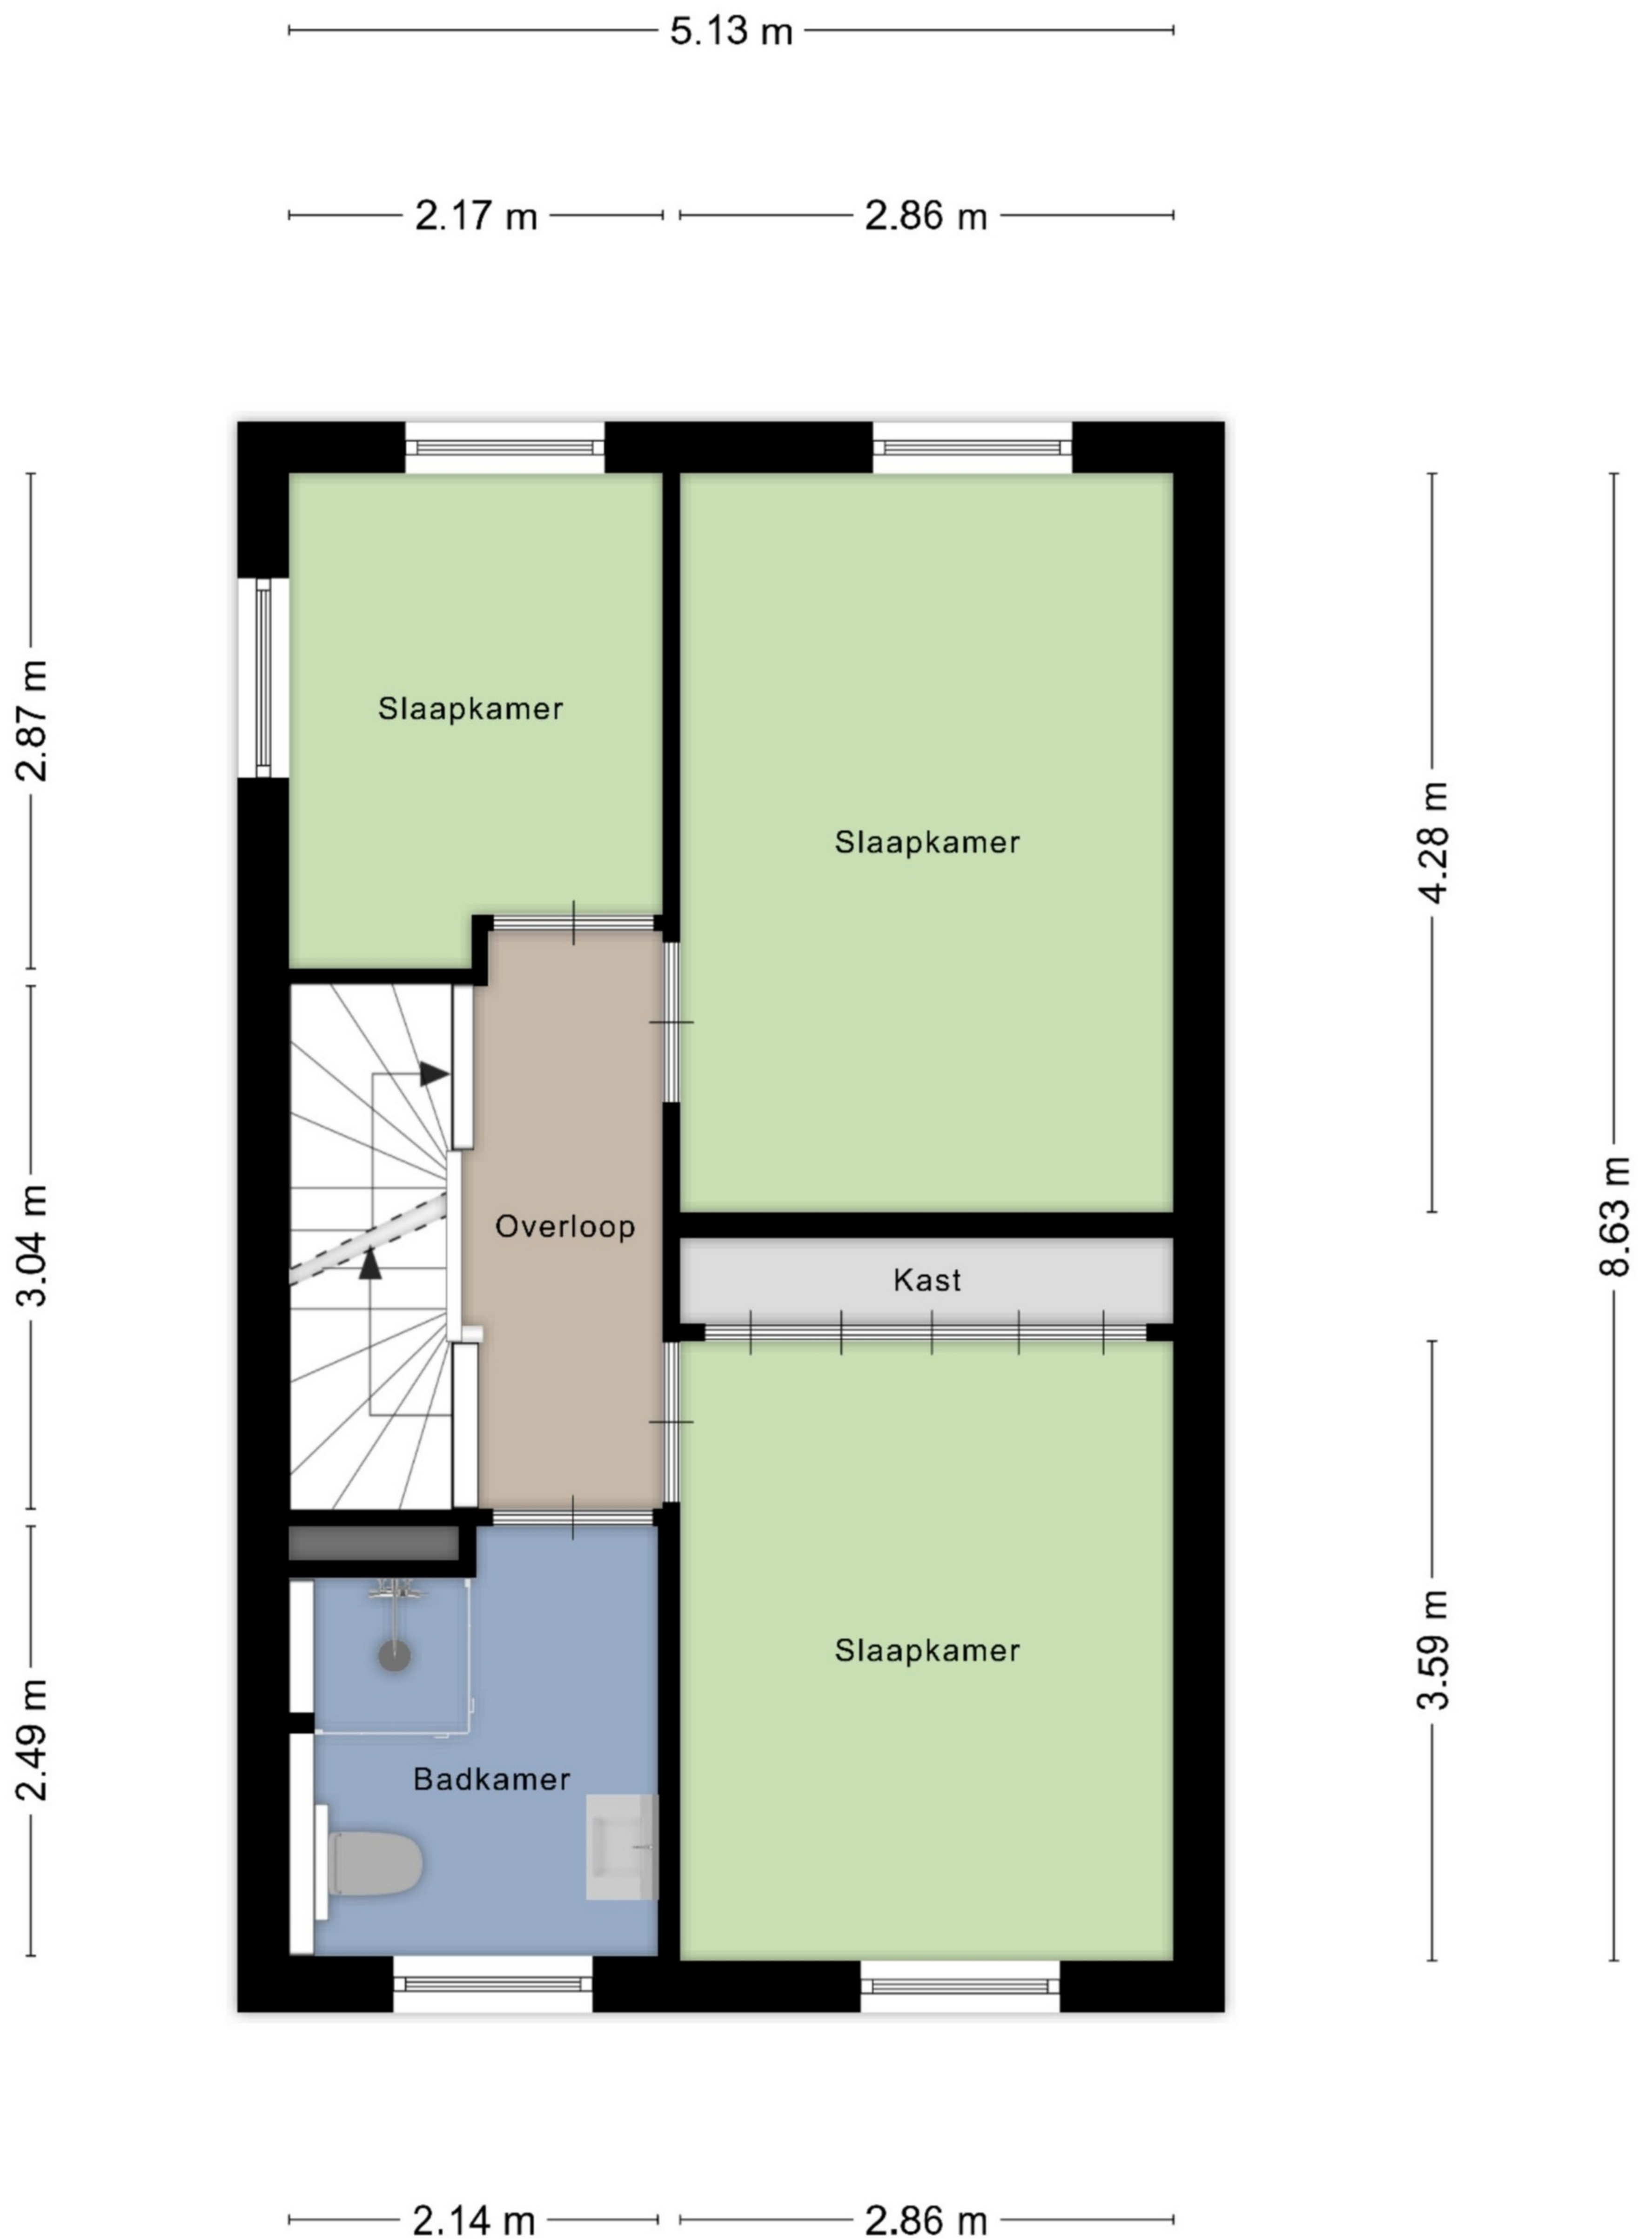 5.13 m
2.17 m
2.86 m
Slaapkamer
Slaapkamer
2.87 m
4.28 m
8.63 m
3.04 m
Overloop
Kast
Slaapkamer
3.59 m
2.49 m
Badkamer
2.14 m
2.86 m